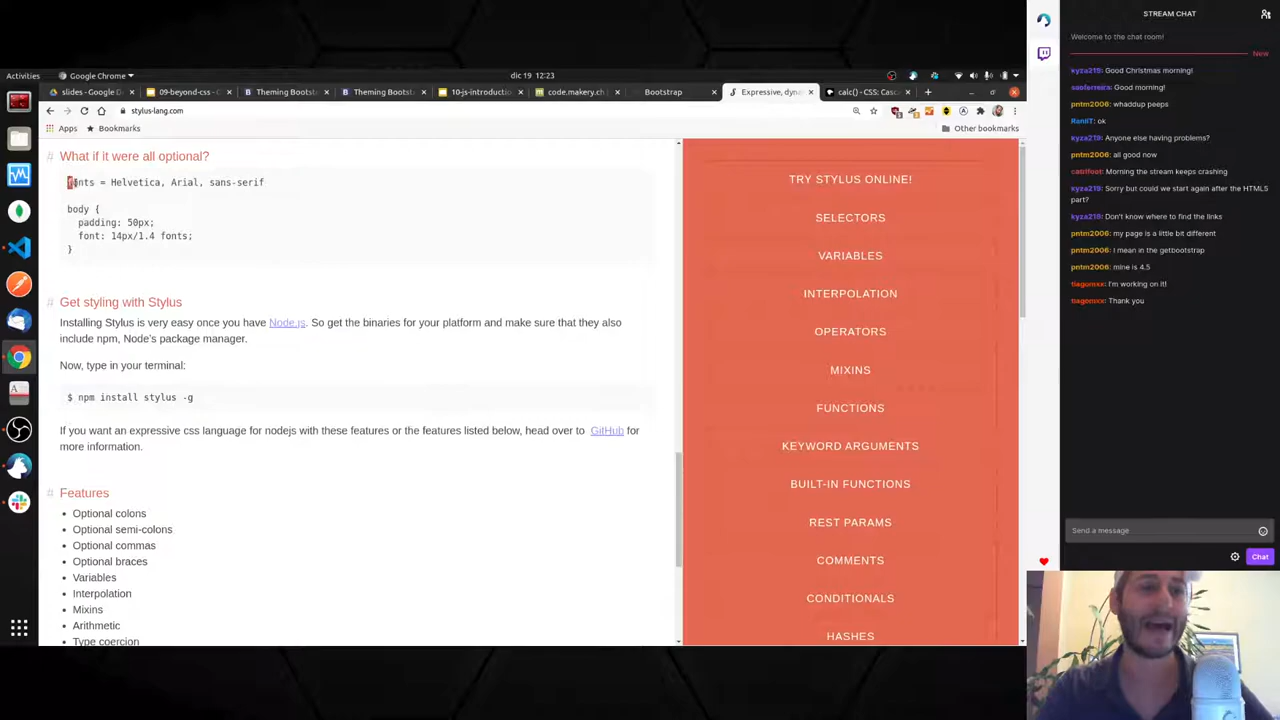 Activities
Google Chrome
dic 19 12:23
slides - Google D
09-beyond-css - G
Theming Bootstr
Theming Bootstr
10-js-introductio
code.makery.ch
Bootstrap
Expressive, dyna
calc() - CSS: Casc
stylus-lang.com
Apps
Bookmarks
Other bookmarks
# What if it were all optional?
fonts = Helvetica, Arial, sans-serif
body {
padding: 50px;
font: 14px/1.4 fonts;
}
# Get styling with Stylus
Installing Stylus is very easy once you have Node.js. So get the binaries for your platform and make sure that they also
include npm, Node's package manager.
Now, type in your terminal:
$ npm install stylus -g
If you want an expressive css language for nodejs with these features or the features listed below, head over to GitHub for
more information.
# Features
• Optional colons
• Optional semi-colons
• Optional commas
• Optional braces
• Variables
• Interpolation
• Mixins
• Arithmetic
• Type coercion
TRY STYLUS ONLINE!
SELECTORS
VARIABLES
INTERPOLATION
OPERATORS
MIXINS
FUNCTIONS
KEYWORD ARGUMENTS
BUILT-IN FUNCTIONS
REST PARAMS
COMMENTS
CONDITIONALS
HASHES
STREAM CHAT
Welcome to the chat room!
New
kyza219: Good Christmas morning!
Good morning!
pntm2006: whaddup peeps
ok
kyza219: Anyone else having problems?
pntm2006: all good now
Morning the stream keeps crashing
kyza219: Sorry but could we start again after the HTML5
part?
kyza219: Don't know where to find the links
pntm2006: my page is a little bit different
pntm2006: I mean in the getbootstrap
pntm2006: mine is 4.5
tiagomxx: I'm working on it!
tiagomxx: Thank you
Send a message
Chat